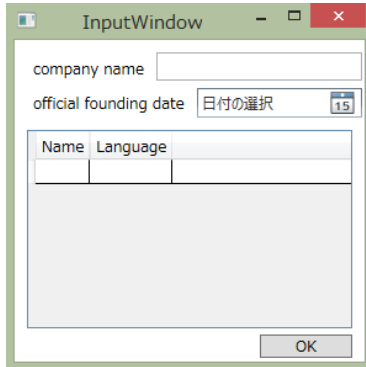 InputWindow
company name
official founding date 日付の選択 15
Name Language
OK